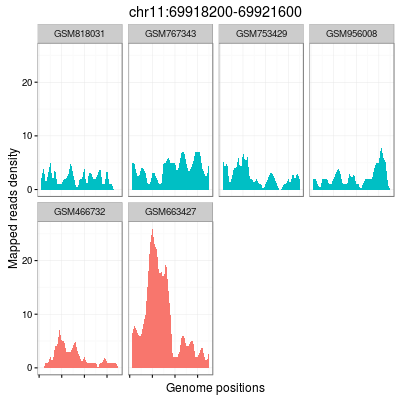 chr11:69918200-69921600
GSM818031 GSM767343 GSM753429 GSM956008
20
10
0
GSM466732 GSM663427
20
10
0
Mapped reads density
Genome positions